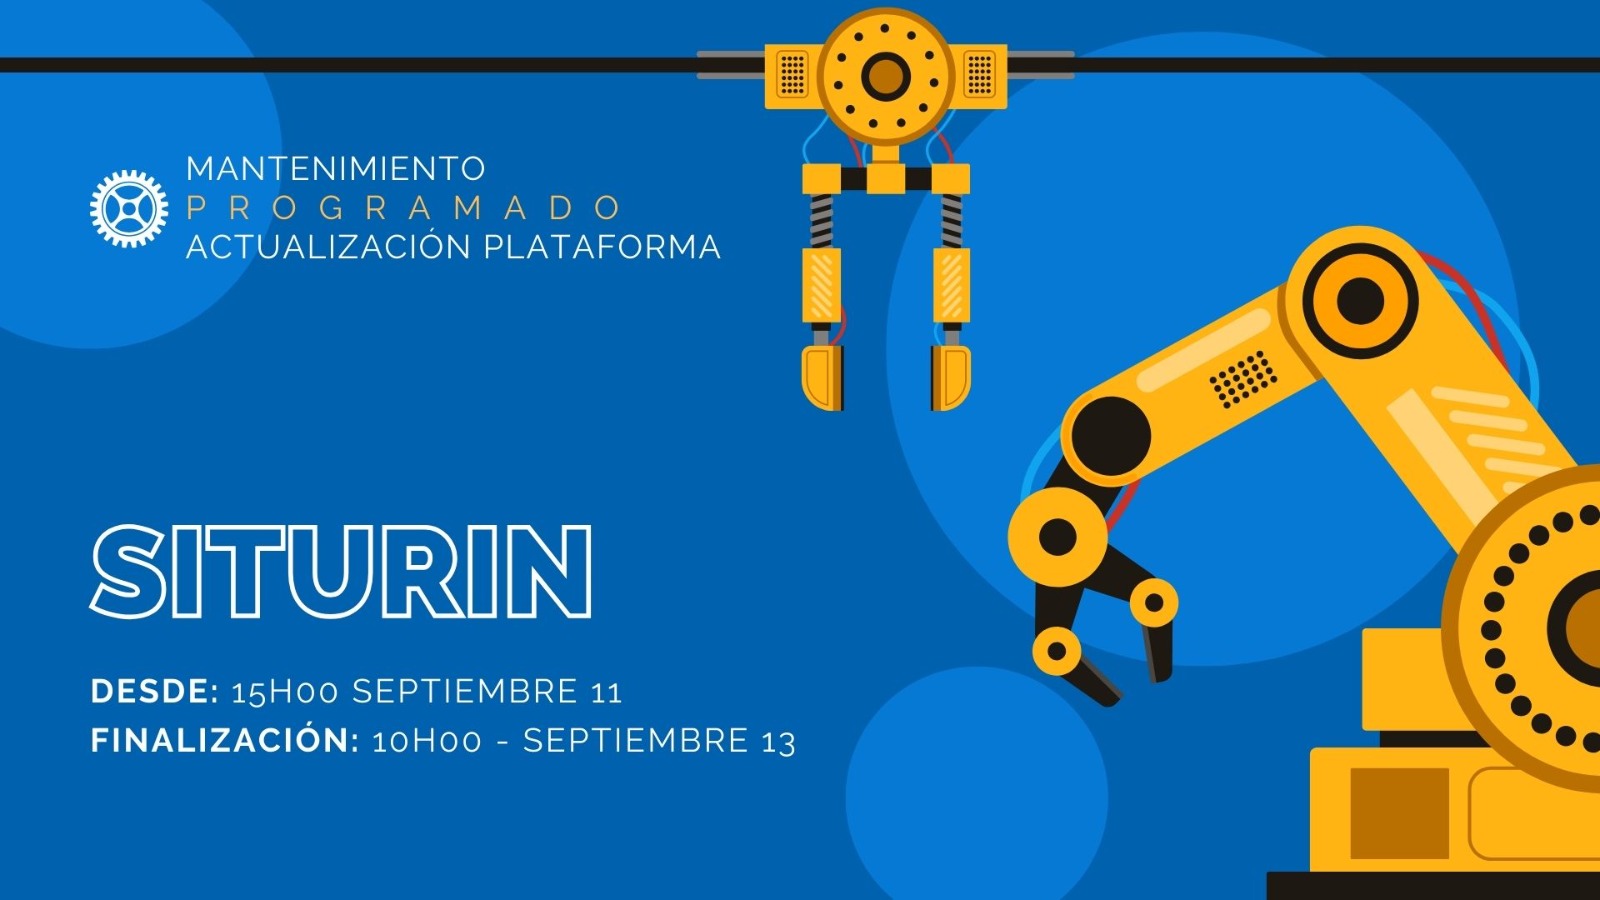 MANTENIMIENTO
PROGRAMADO
ACTUALIZACIÓN PLATAFORMA
SITURIN
DESDE: 15H00 SEPTIEMBRE 11
FINALIZACIÓN: 10H00 - SEPTIEMBRE 13